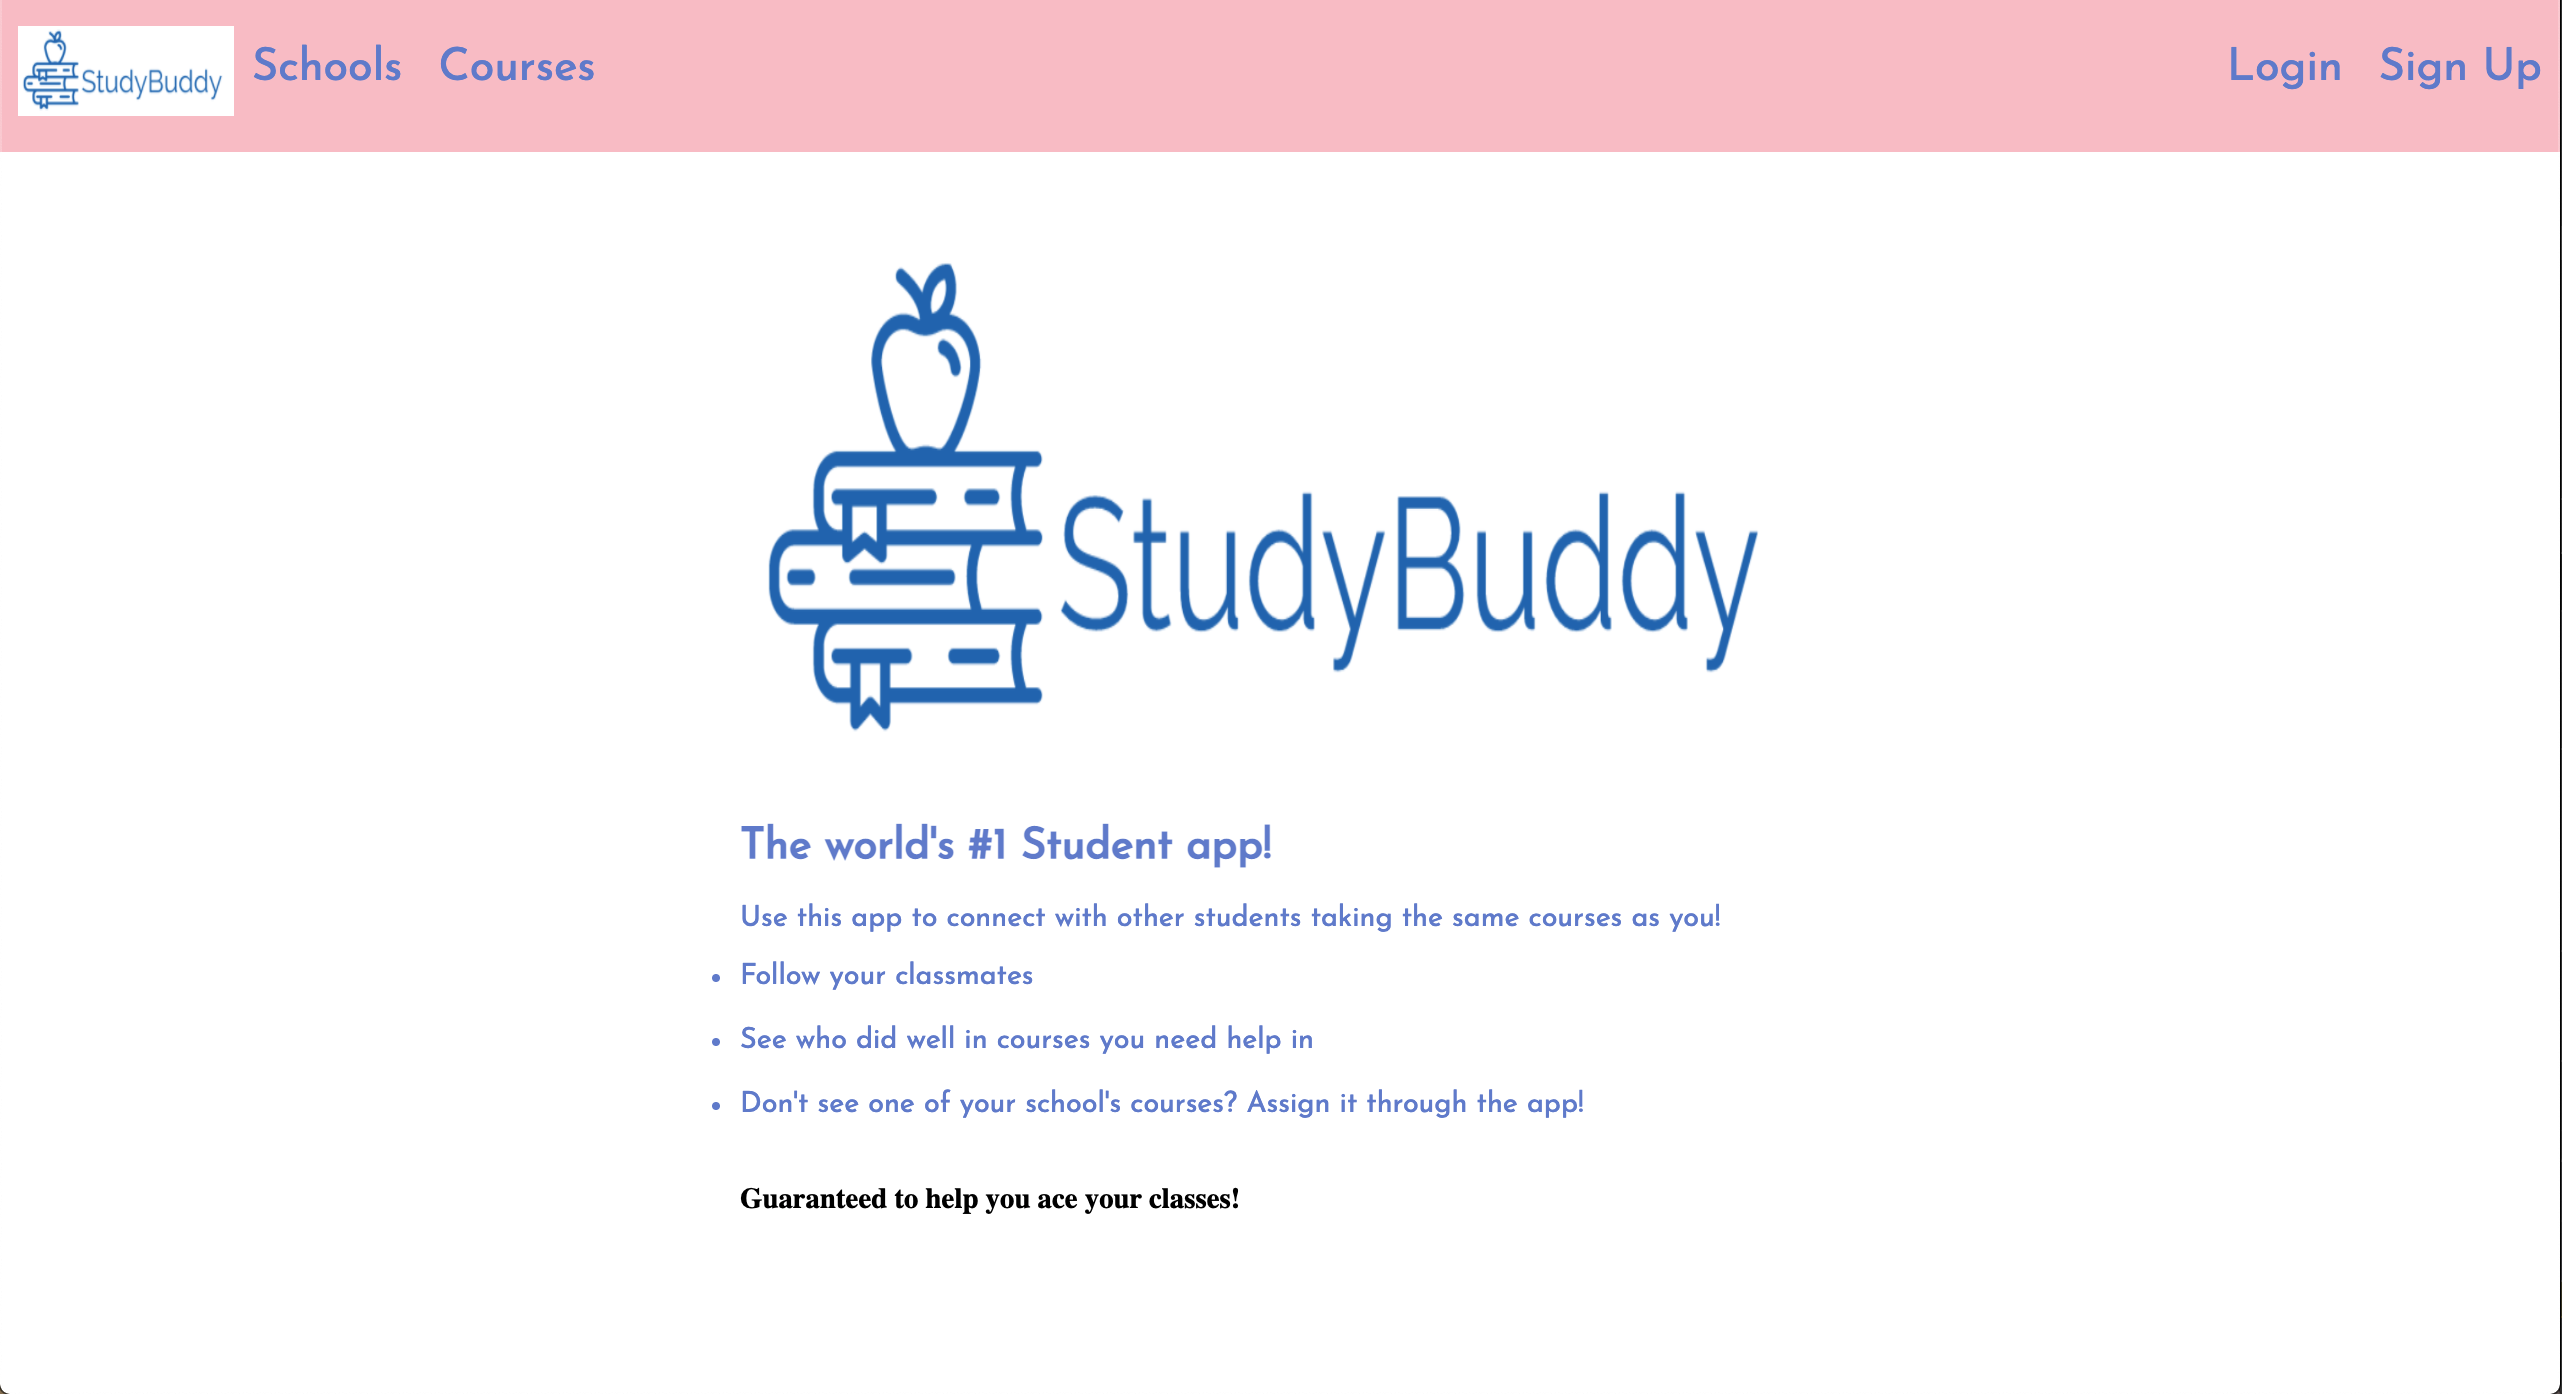 StudyBuddy Schools Courses Login Sign Up
StudyBuddy
The world's #1 Student app!
Use this app to connect with other students taking the same courses as you!
• Follow your classmates
• See who did well in courses you need help in
• Don't see one of your school's courses? Assign it through the app!
Guaranteed to help you ace your classes!